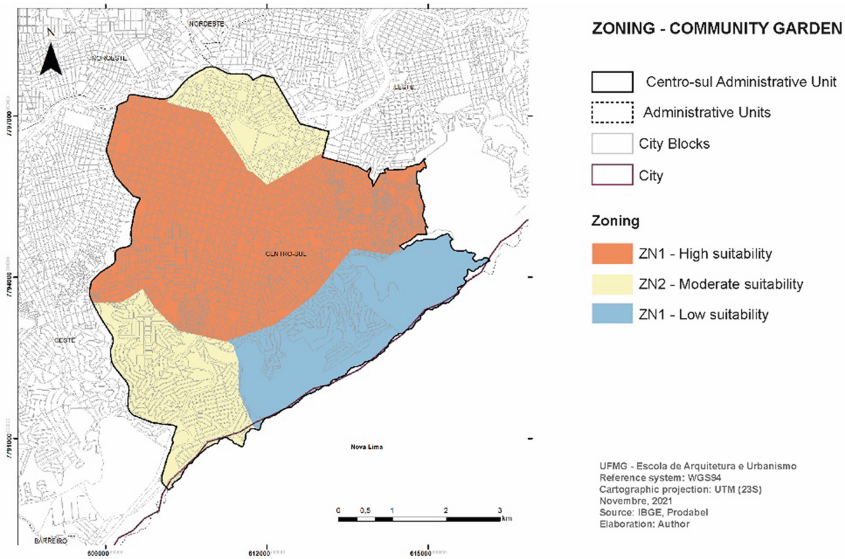 ZONING - COMMUNITY GARDEN
Centro-sul Administrative Unit
Administrative Units
City Blocks
City
Zoning
ZN1 - High suitability
ZN2 - Moderate suitability
ZN1 - Low suitability
UFMG - Escola de Arquitetura e Urbanismo
Reference system: WGS94
Cartographic projection: UTM (23S)
Novembre, 2021
Source: IBGE, Prodabel
Elaboration: Author
N
NORDESTE
NOROESTE
LESTE
CENTRO-SUL
OESTE
Nova Lima
BARREIRO
0 0,5 1 2 3
km